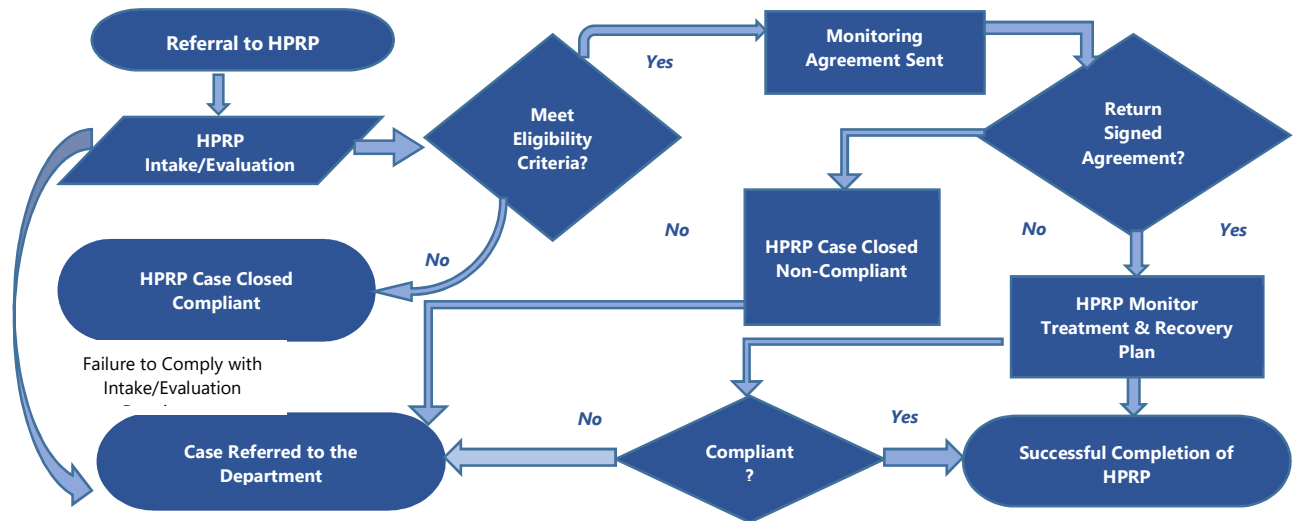 Referral to HPRP
HPRP
Intake/Evaluation
Meet
Eligibility
Criteria?
Yes
Monitoring
Agreement Sent
Return
Signed
Agreement?
No
HPRP Case Closed
Compliant
No
HPRP Case Closed
Non-Compliant
No
Yes
HPRP Monitor
Treatment & Recovery
Plan
Failure to Comply with
Intake/Evaluation
Case Referred to the
Department
No
Compliant
?
Yes
Successful Completion of
HPRP